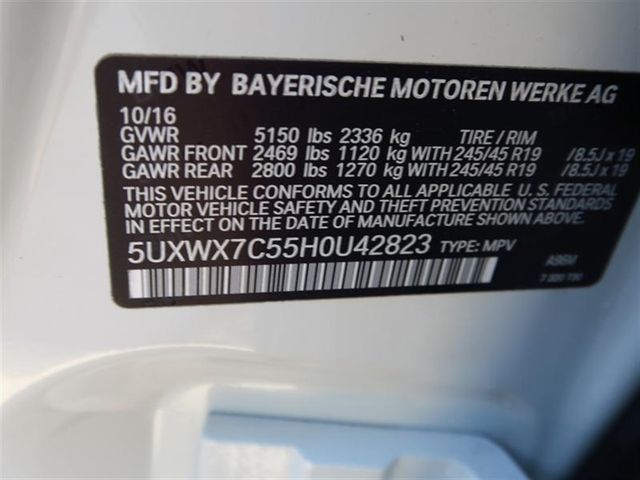 MFD BY BAYERISCHE MOTOREN WERKE AG
10/16
GVWR 5150 lbs 2336 kg TIRE / RIM
GAWR FRONT 2469 lbs 1120 kg WITH 245/45 R19 /8.5J x 19
GAWR REAR 2800 lbs 1270 kg WITH 245/45 R19 /8.5J x 19
THIS VEHICLE CONFORMS TO ALL APPLICABLE U. S. FEDERAL
MOTOR VEHICLE SAFETY AND THEFT PREVENTION STANDARDS
IN EFFECT ON THE DATE OF MANUFACTURE SHOWN ABOVE.
5UXWX7C55H0U42823 TYPE: MPV